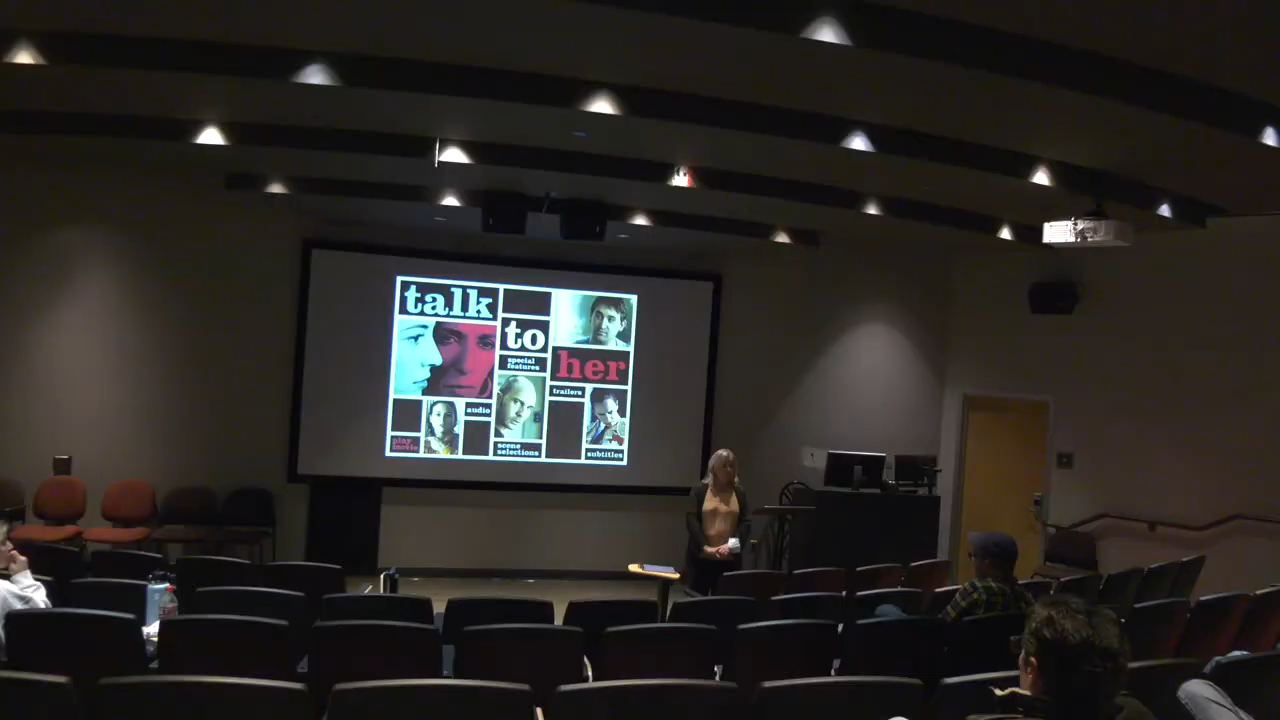 talk
to
her
special
features
trailers
audio
play
movie
scene
selections
subtitles